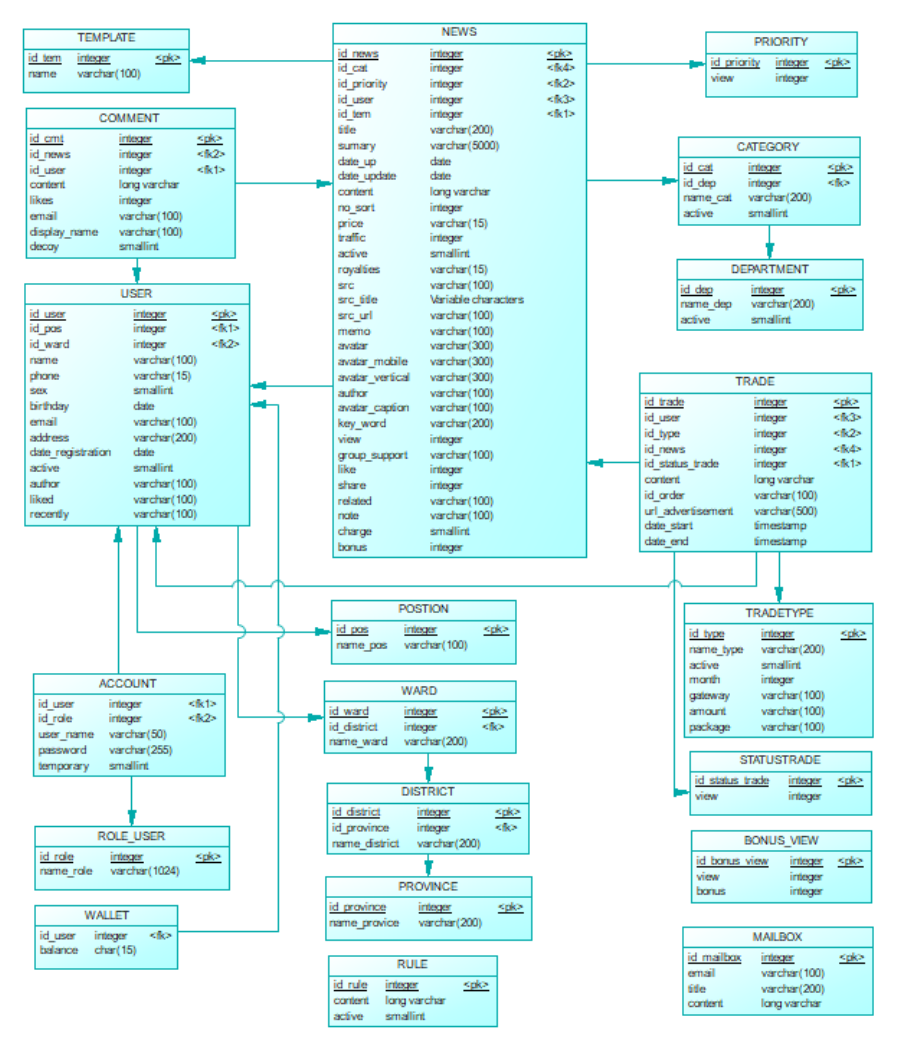 TEMPLATE
id_tem integer <pk>
name varchar(100)
NEWS
id_news integer <pk>
id_cat integer <fk4>
id_priority integer <fk2>
id_user integer <fk3>
id_tem integer <fk1>
title varchar(200)
sumary varchar(5000)
date_up date
date_update date
content long varchar
no_sort integer
price varchar(15)
traffic integer
active smallint
royalties varchar(15)
src varchar(100)
src_title Variable characters
src_url varchar(100)
memo varchar(100)
avatar varchar(300)
avatar_mobile varchar(300)
avatar_vertical varchar(300)
author varchar(100)
avatar_caption varchar(100)
key_word varchar(200)
view integer
group_support varchar(100)
like integer
share integer
related varchar(100)
note varchar(100)
charge smallint
bonus integer
PRIORITY
id_priority integer <pk>
view integer
COMMENT
id_cmt integer <pk>
id_news integer <fk2>
id_user integer <fk1>
content long varchar
likes integer
email varchar(100)
display_name varchar(100)
decoy smallint
CATEGORY
id_cat integer <pk>
id_dep integer <fk>
name_cat varchar(200)
active smallint
DEPARTMENT
id_dep integer <pk>
name_dep varchar(200)
active smallint
USER
id_user integer <pk>
id_pos integer <fk1>
id_ward integer <fk2>
name varchar(100)
phone varchar(15)
sex smallint
birthday date
email varchar(100)
address varchar(200)
date_registration date
active smallint
author varchar(100)
liked varchar(100)
recently varchar(100)
TRADE
id_trade integer <pk>
id_user integer <fk3>
id_type integer <fk2>
id_news integer <fk4>
id_status_trade integer <fk1>
content long varchar
id_order varchar(100)
url_advertisement varchar(500)
date_start timestamp
date_end timestamp
POSTION
id_pos integer <pk>
name_pos varchar(100)
TRADETYPE
id_type integer <pk>
name_type varchar(200)
active smallint
month integer
gateway varchar(100)
amount varchar(100)
package varchar(100)
ACCOUNT
id_user integer <fk1>
id_role integer <fk2>
user_name varchar(50)
password varchar(255)
temporary smallint
WARD
id_ward integer <pk>
id_district integer <fk>
name_ward varchar(200)
STATUSTRADE
id_status_trade integer <pk>
view integer
DISTRICT
id_district integer <pk>
id_province integer <fk>
name_district varchar(200)
ROLE_USER
id_role integer <pk>
name_role varchar(1024)
BONUS_VIEW
id_bonus_view integer <pk>
view integer
bonus integer
PROVINCE
id_province integer <pk>
name_provice varchar(200)
WALLET
id_user integer <fk>
balance char(15)
MAILBOX
id_mailbox integer <pk>
email varchar(100)
title varchar(200)
content long varchar
RULE
id_rule integer <pk>
content long varchar
active smallint